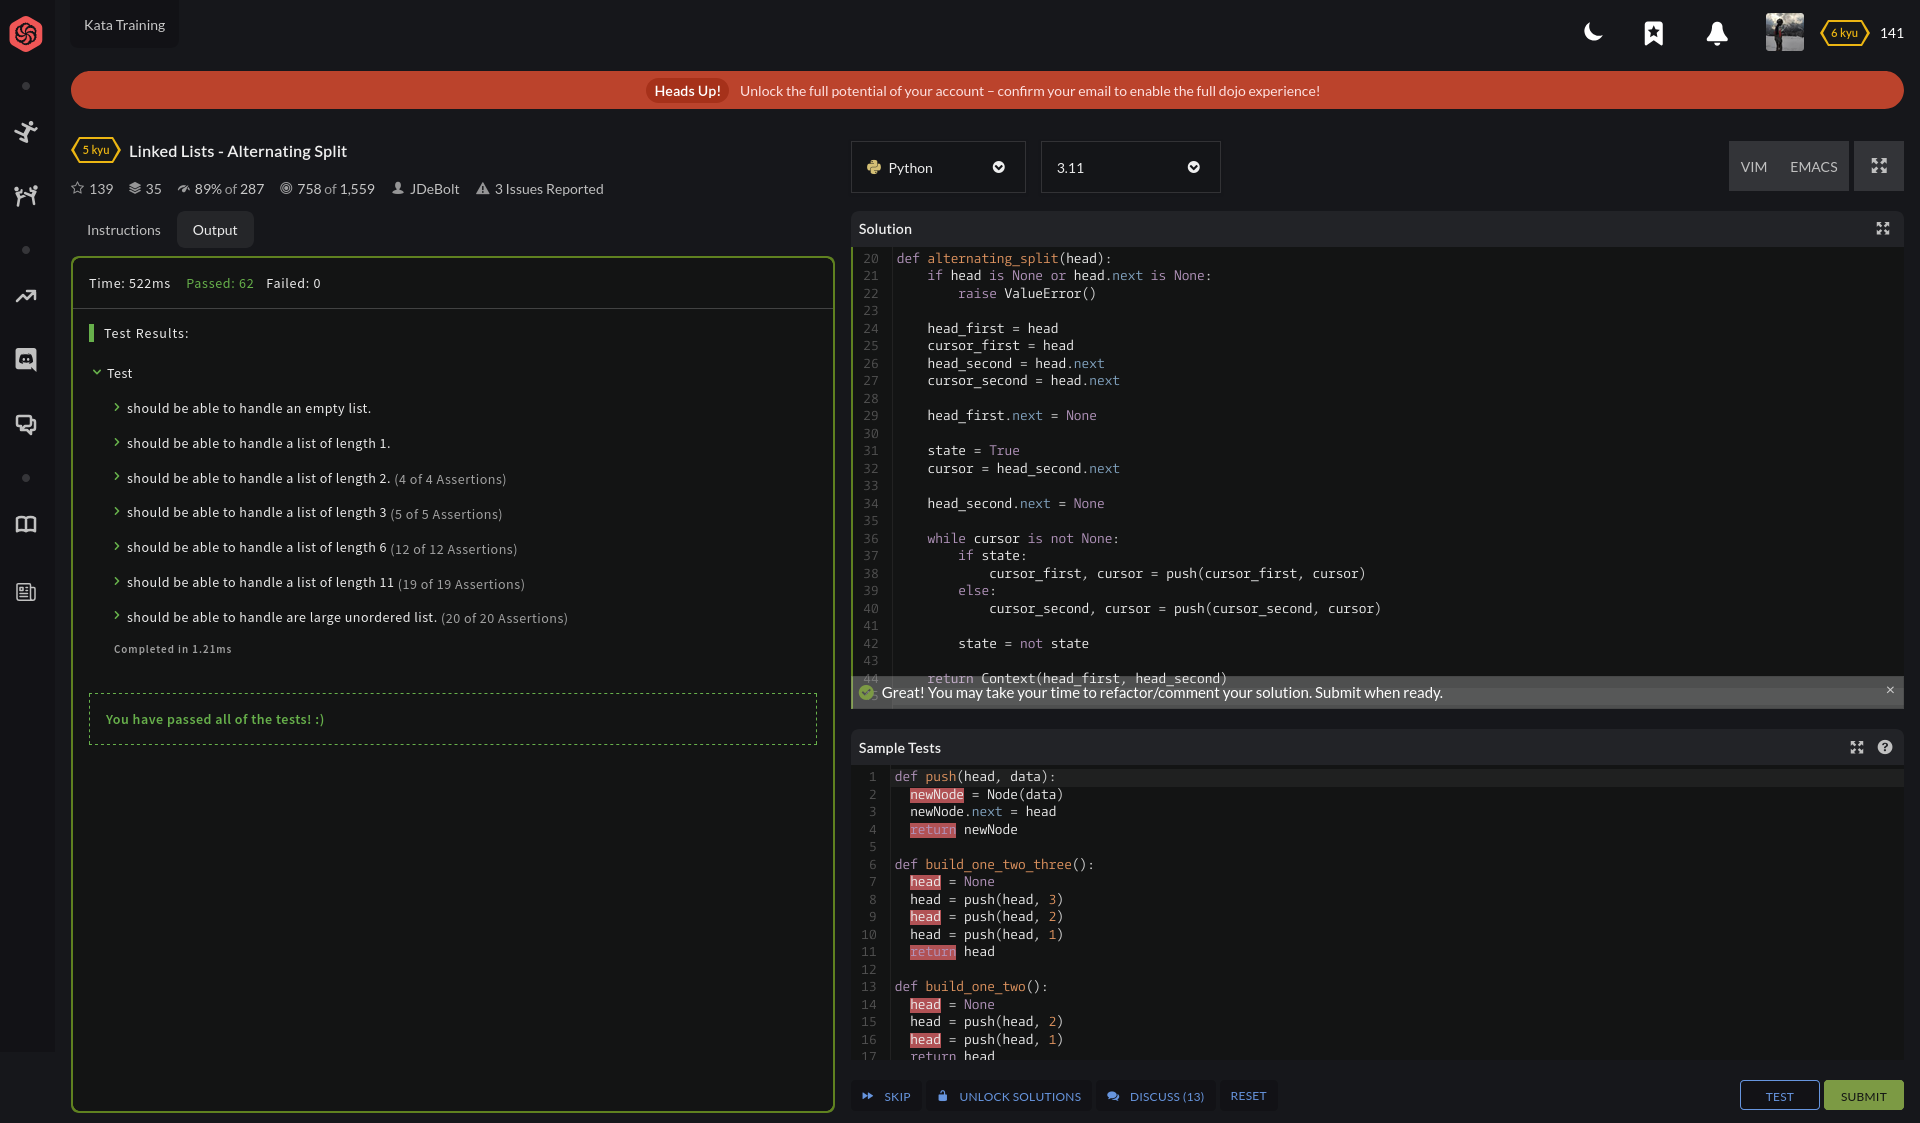 Kata Training
6 kyu 141
Heads Up! Unlock the full potential of your account – confirm your email to enable the full dojo experience!
5 kyu Linked Lists - Alternating Split
139 35 89% of 287 758 of 1,559 JDeBolt 3 Issues Reported
Instructions Output
Time: 522ms Passed: 62 Failed: 0
Test Results:
Test
should be able to handle an empty list.
should be able to handle a list of length 1.
should be able to handle a list of length 2. (4 of 4 Assertions)
should be able to handle a list of length 3 (5 of 5 Assertions)
should be able to handle a list of length 6 (12 of 12 Assertions)
should be able to handle a list of length 11 (19 of 19 Assertions)
should be able to handle are large unordered list. (20 of 20 Assertions)
Completed in 1.21ms
You have passed all of the tests! :)
Python 3.11 VIM EMACS
Solution
20 def alternating_split(head):
21     if head is None or head.next is None:
22         raise ValueError()
23
24     head_first = head
25     cursor_first = head
26     head_second = head.next
27     cursor_second = head.next
28
29     head_first.next = None
30
31     state = True
32     cursor = head_second.next
33
34     head_second.next = None
35
36     while cursor is not None:
37         if state:
38             cursor_first, cursor = push(cursor_first, cursor)
39         else:
40             cursor_second, cursor = push(cursor_second, cursor)
41
42         state = not state
43
44     return Context(head_first, head_second)
Great! You may take your time to refactor/comment your solution. Submit when ready. ×
Sample Tests
1 def push(head, data):
2   newNode = Node(data)
3   newNode.next = head
4   return newNode
5
6 def build_one_two_three():
7   head = None
8   head = push(head, 3)
9   head = push(head, 2)
10   head = push(head, 1)
11   return head
12
13 def build_one_two():
14   head = None
15   head = push(head, 2)
16   head = push(head, 1)
17   return head
SKIP UNLOCK SOLUTIONS DISCUSS (13) RESET TEST SUBMIT